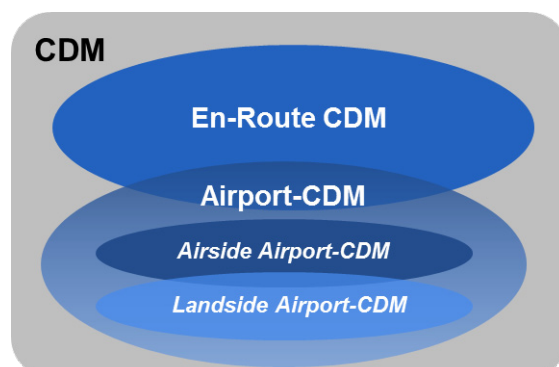 CDM
En-Route CDM
Airport-CDM
Airside Airport-CDM
Landside Airport-CDM